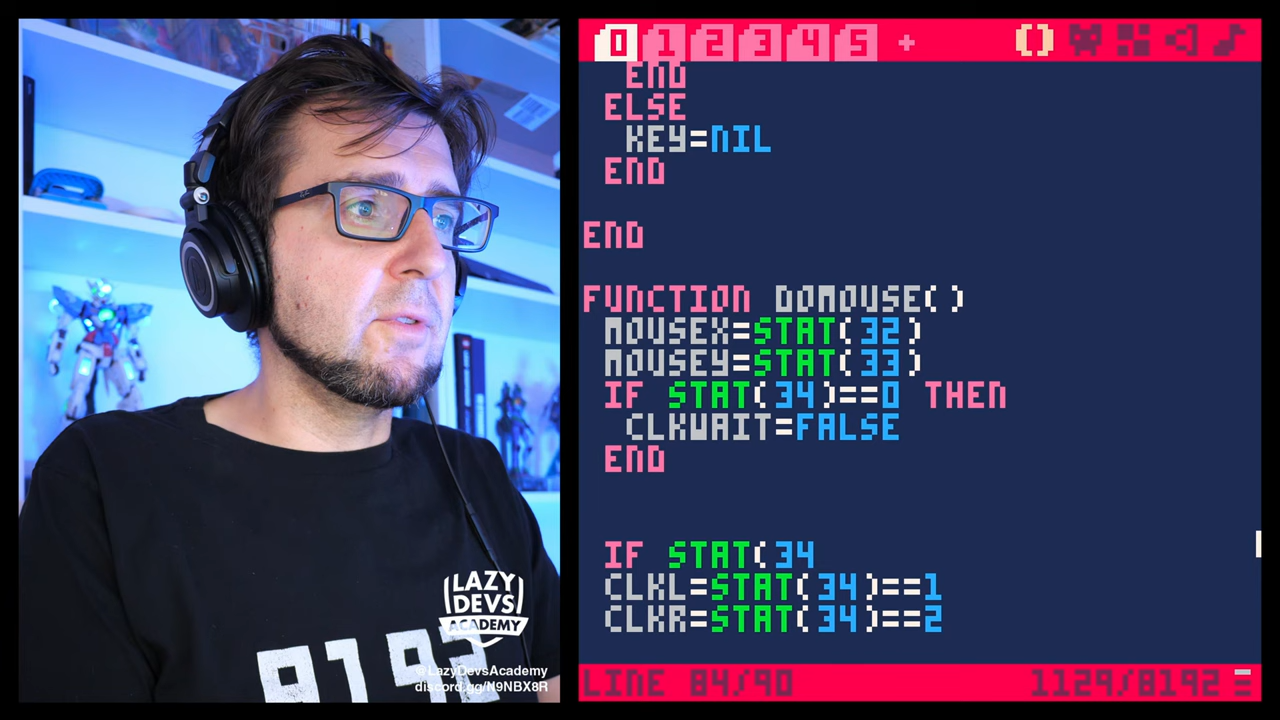 0 1 2 3 4 5 +
END
ELSE
KEY=NIL
END
END
FUNCTION DOMOUSE()
MOUSEX=STAT(32)
MOUSEY=STAT(33)
IF STAT(34)==0 THEN
CLKWAIT=FALSE
END
IF STAT(34
CLKL=STAT(34)==1
CLKR=STAT(34)==2
LINE 84/90
1129/8192
LAZY
DEVS
ACADEMY
8192
@LazyDevsAcademy
discord.gg/N9NBX8R